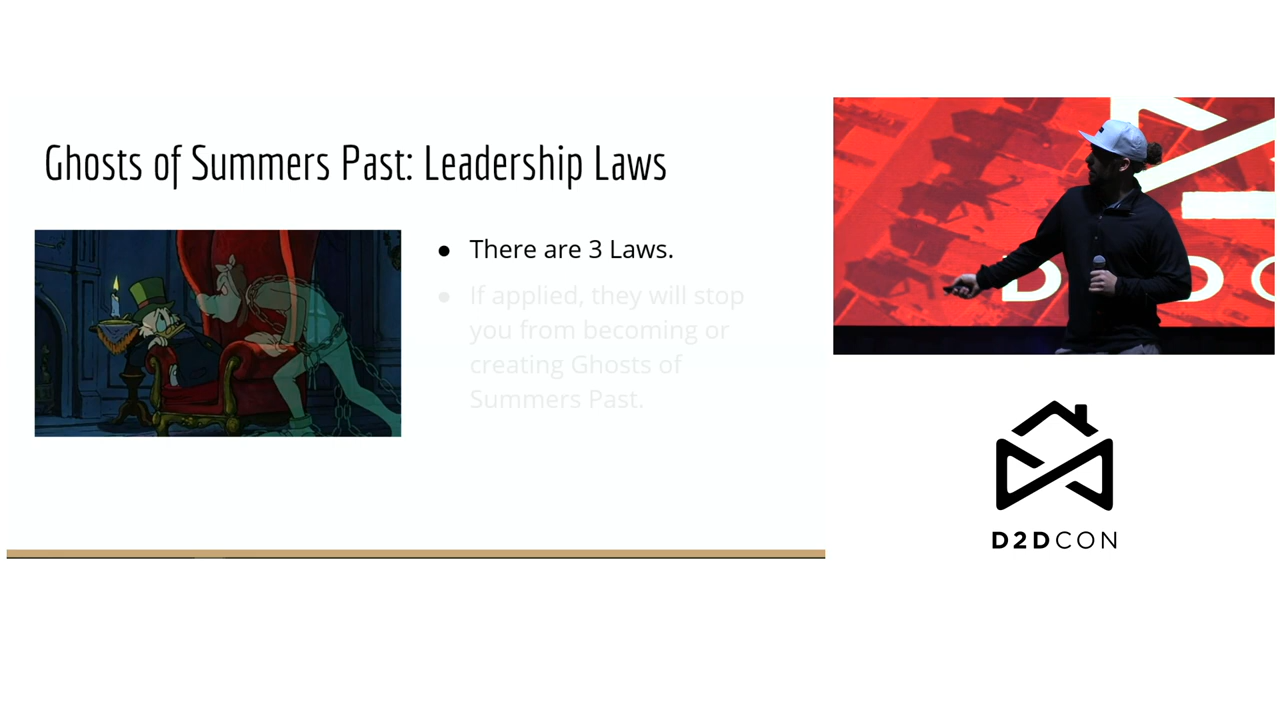 Ghosts of Summers Past: Leadership Laws
● There are 3 Laws.
● If applied, they will stop
you from becoming or
creating Ghosts of
Summers Past.
D2DCON